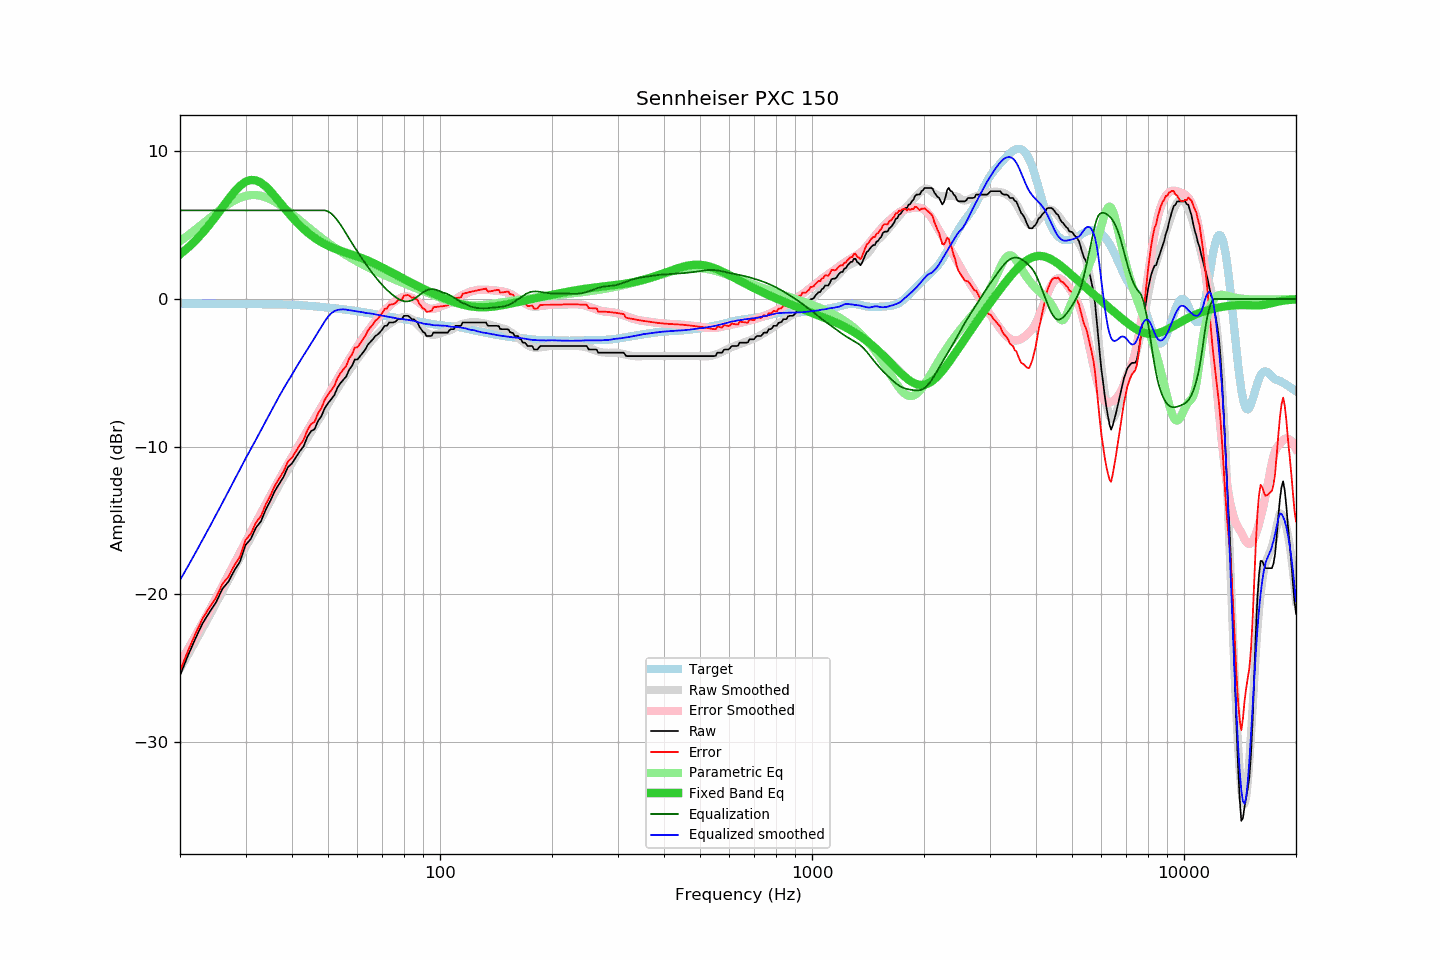 Sennheiser PXC 150
10
0
−10
−20
−30
Amplitude (dBr)
100
1000
10000
Frequency (Hz)
Target
Raw Smoothed
Error Smoothed
Raw
Error
Parametric Eq
Fixed Band Eq
Equalization
Equalized smoothed